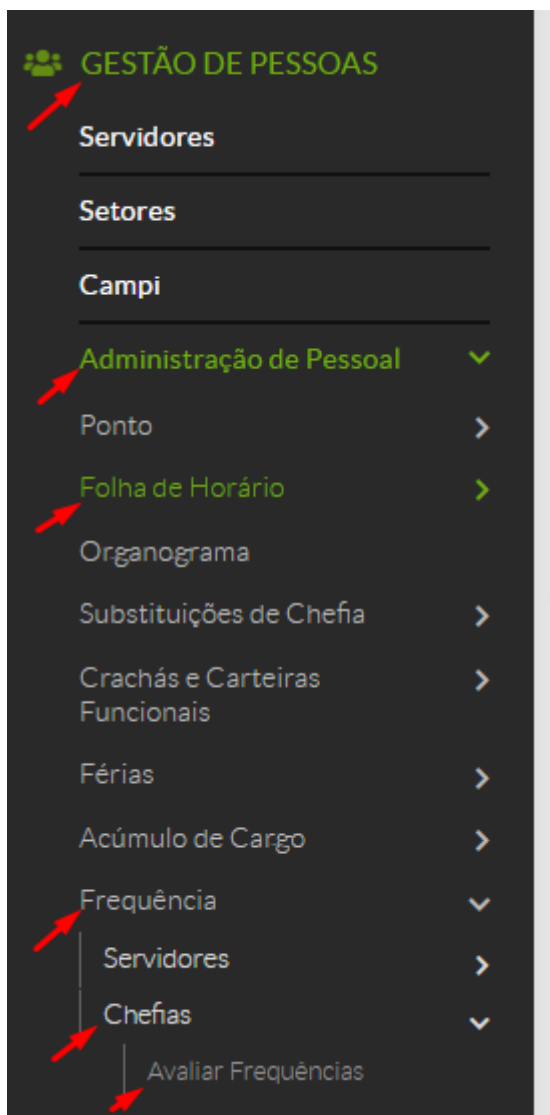 GESTÃO DE PESSOAS
Servidores
Setores
Campi
Administração de Pessoal
Ponto
Folha de Horário
Organograma
Substituições de Chefia
Crachás e Carteiras
Funcionais
Férias
Acúmulo de Cargo
Frequência
Servidores
Chefias
Avaliar Frequências